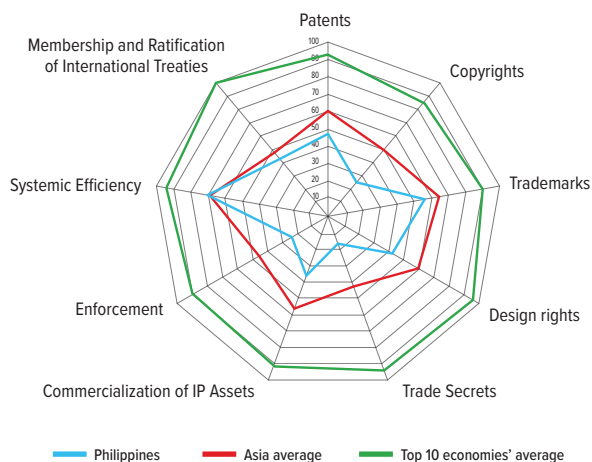 Patents
Membership and Ratification
of International Treaties
100
90
80
70
60
50
40
30
20
10
Copyrights
Systemic Efficiency
Trademarks
Enforcement
Design rights
Commercialization of IP Assets
Trade Secrets
Philippines
Asia average
Top 10 economies' average